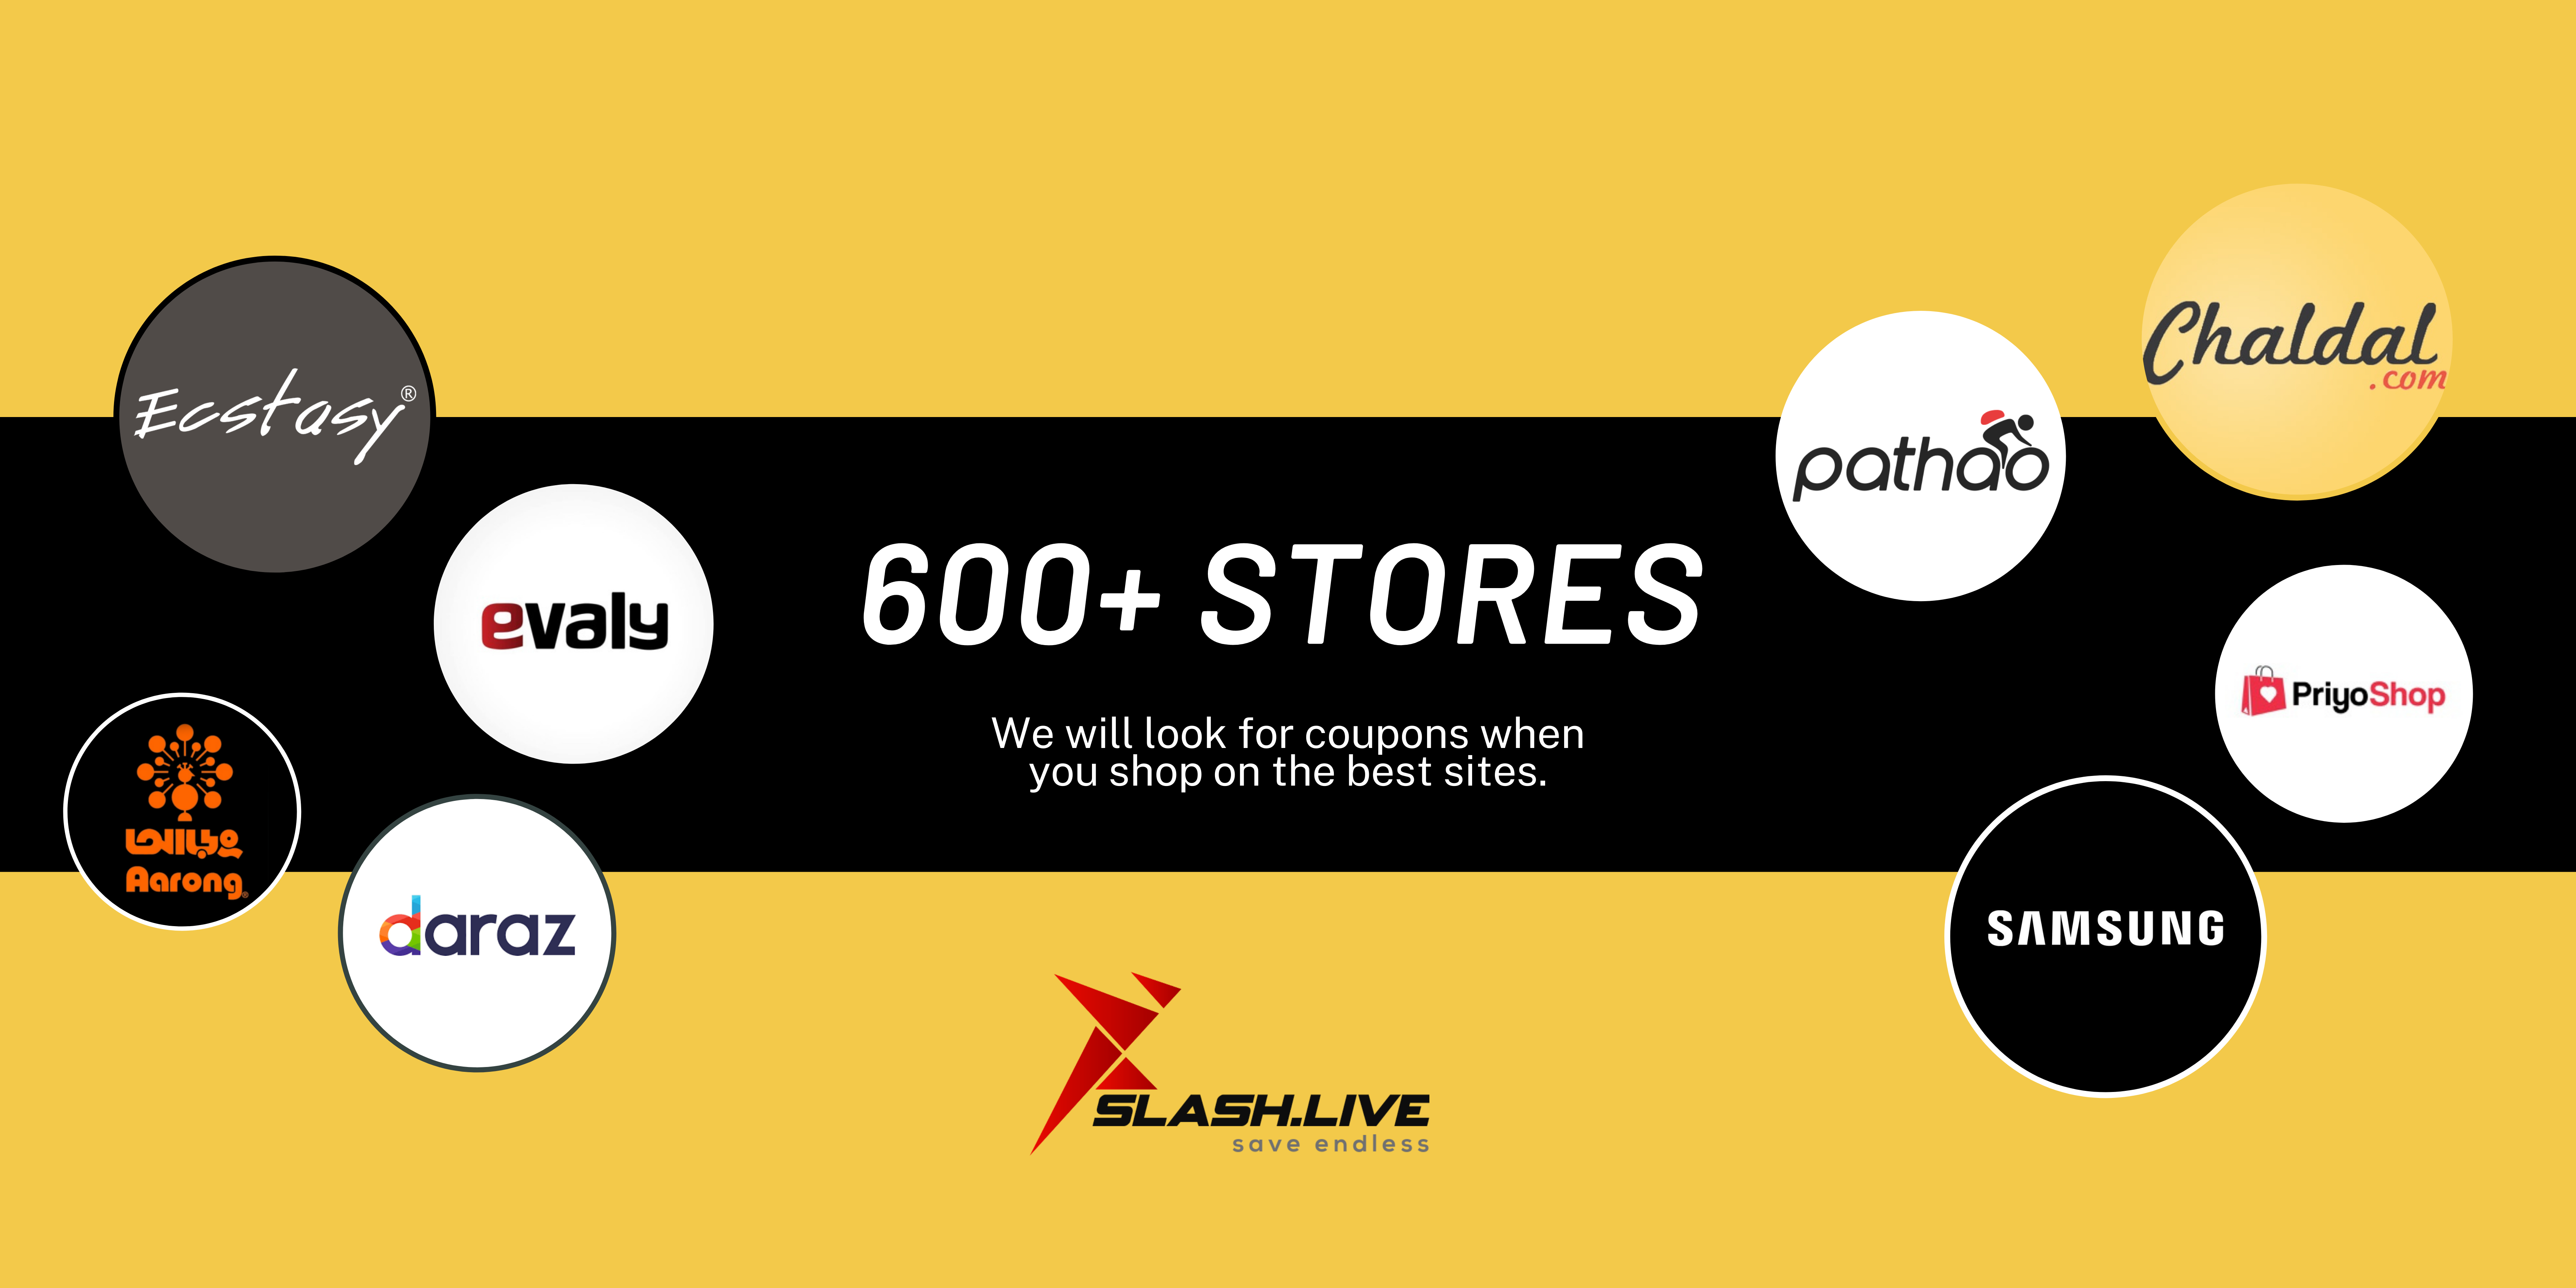 Ecstasy®
evaly
আড়ং
Aarong®
daraz
600+ STORES
We will look for coupons when
you shop on the best sites.
pathao
Chaldal
.com
PriyoShop
SAMSUNG
SLASH.LIVE
save endless